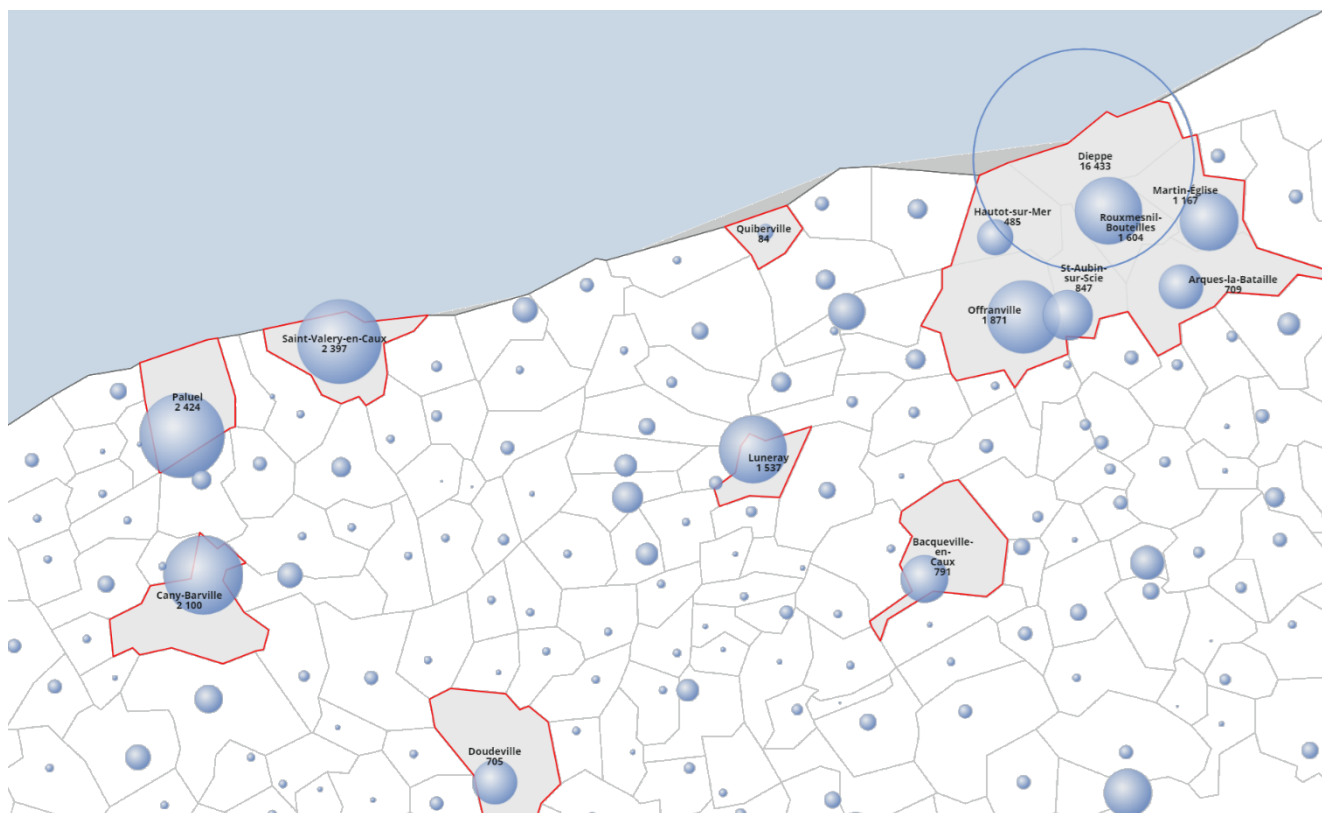 Dieppe
16 433
Martin-Église
1 167
Hautot-sur-Mer
485
Rouxmesnil-
Bouteilles
1 604
Quiberville
84
St-Aubin-
sur-Scie
847
Arques-la-Bataille
709
Offranville
1 871
Saint-Valery-en-Caux
2 397
Paluel
2 424
Luneray
1 537
Bacqueville-
en-
Caux
791
Cany-Barville
2 100
Doudeville
705